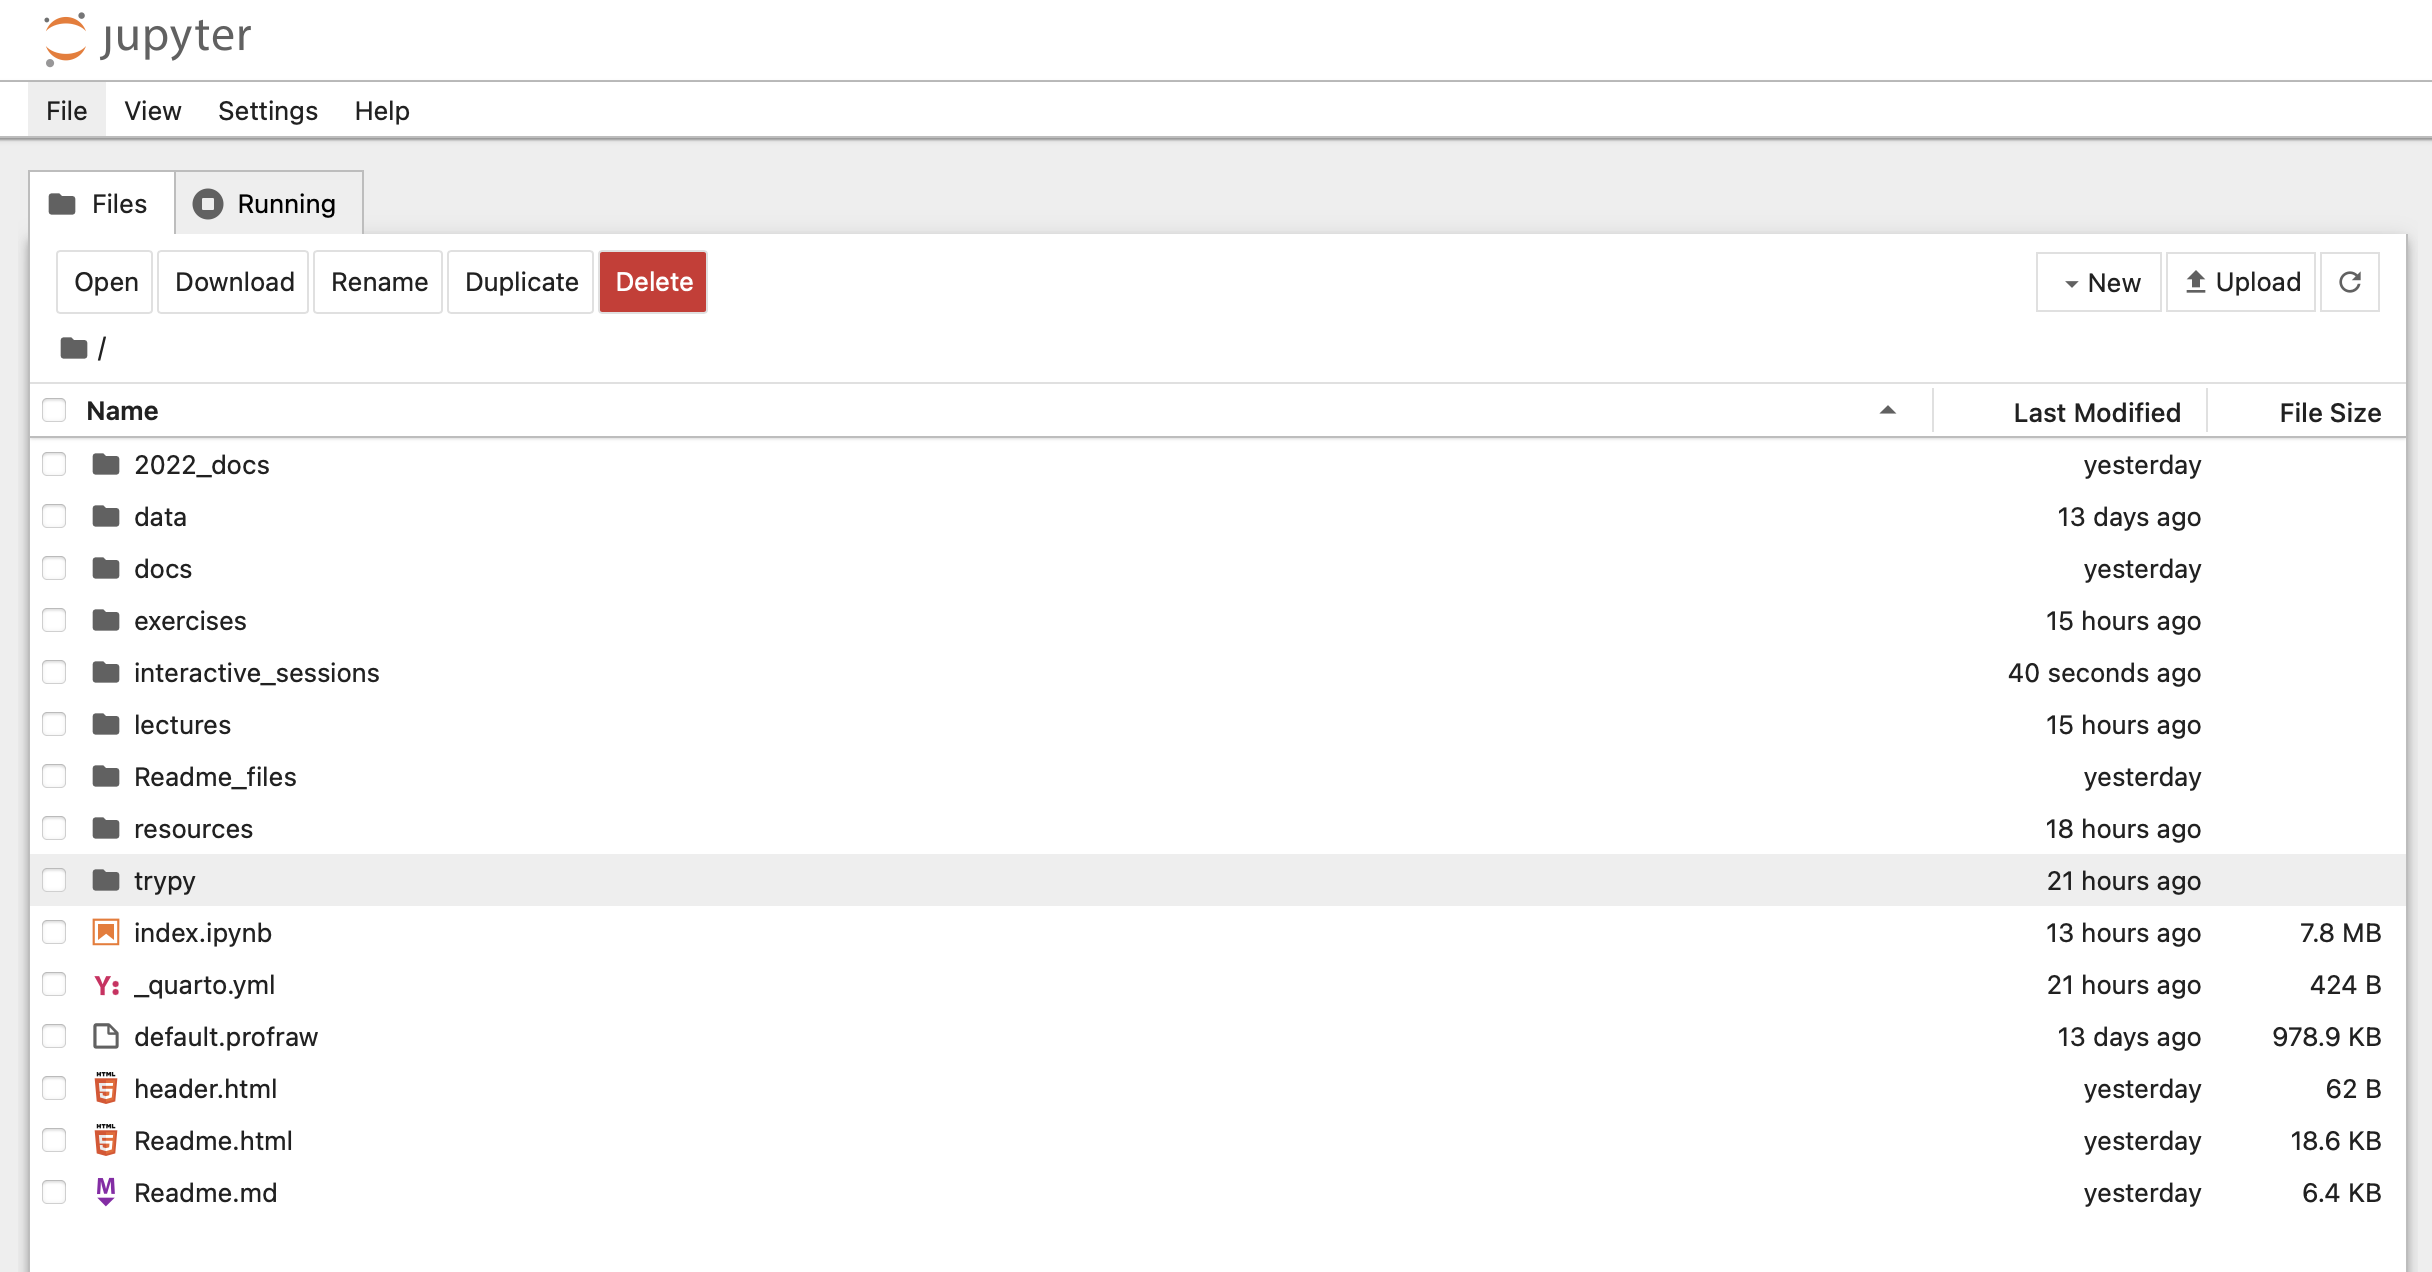 jupyter
File View Settings Help
Files Running
Open Download Rename Duplicate Delete New Upload
/
Name Last Modified File Size
2022_docs yesterday
data 13 days ago
docs yesterday
exercises 15 hours ago
interactive_sessions 40 seconds ago
lectures 15 hours ago
Readme_files yesterday
resources 18 hours ago
trypy 21 hours ago
index.ipynb 13 hours ago 7.8 MB
Y: _quarto.yml 21 hours ago 424 B
default.profraw 13 days ago 978.9 KB
HTML 5 header.html yesterday 62 B
HTML 5 Readme.html yesterday 18.6 KB
M Readme.md yesterday 6.4 KB